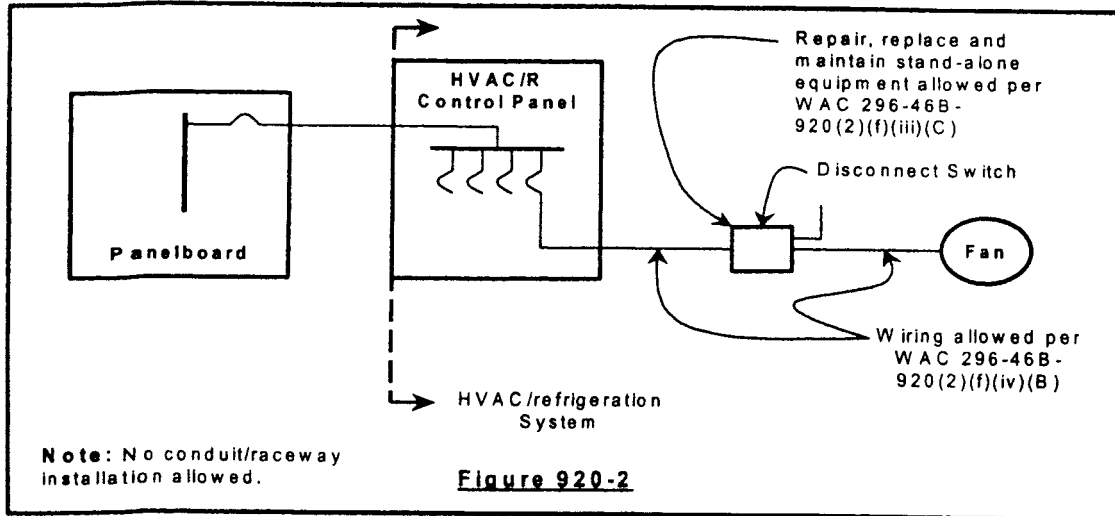 Repair, replace and
maintain stand-alone
equipment allowed per
WAC 296-46B-
920(2)(f)(iii)(C)
HVAC/R
Control Panel
Disconnect Switch
Panelboard
Fan
Wiring allowed per
WAC 296-46B-
920(2)(f)(iv)(B)
HVAC/refrigeration
System
Note: No conduit/raceway
installation allowed.
Figure 920-2